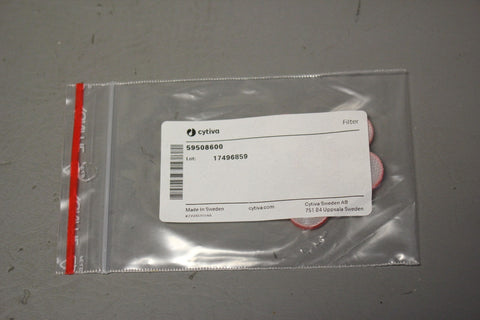 cytiva
Filter
59508600
Lot: 17496859
Made in Sweden
cytiva.com
Cytiva Sweden AB
751 84 Uppsala Sweden